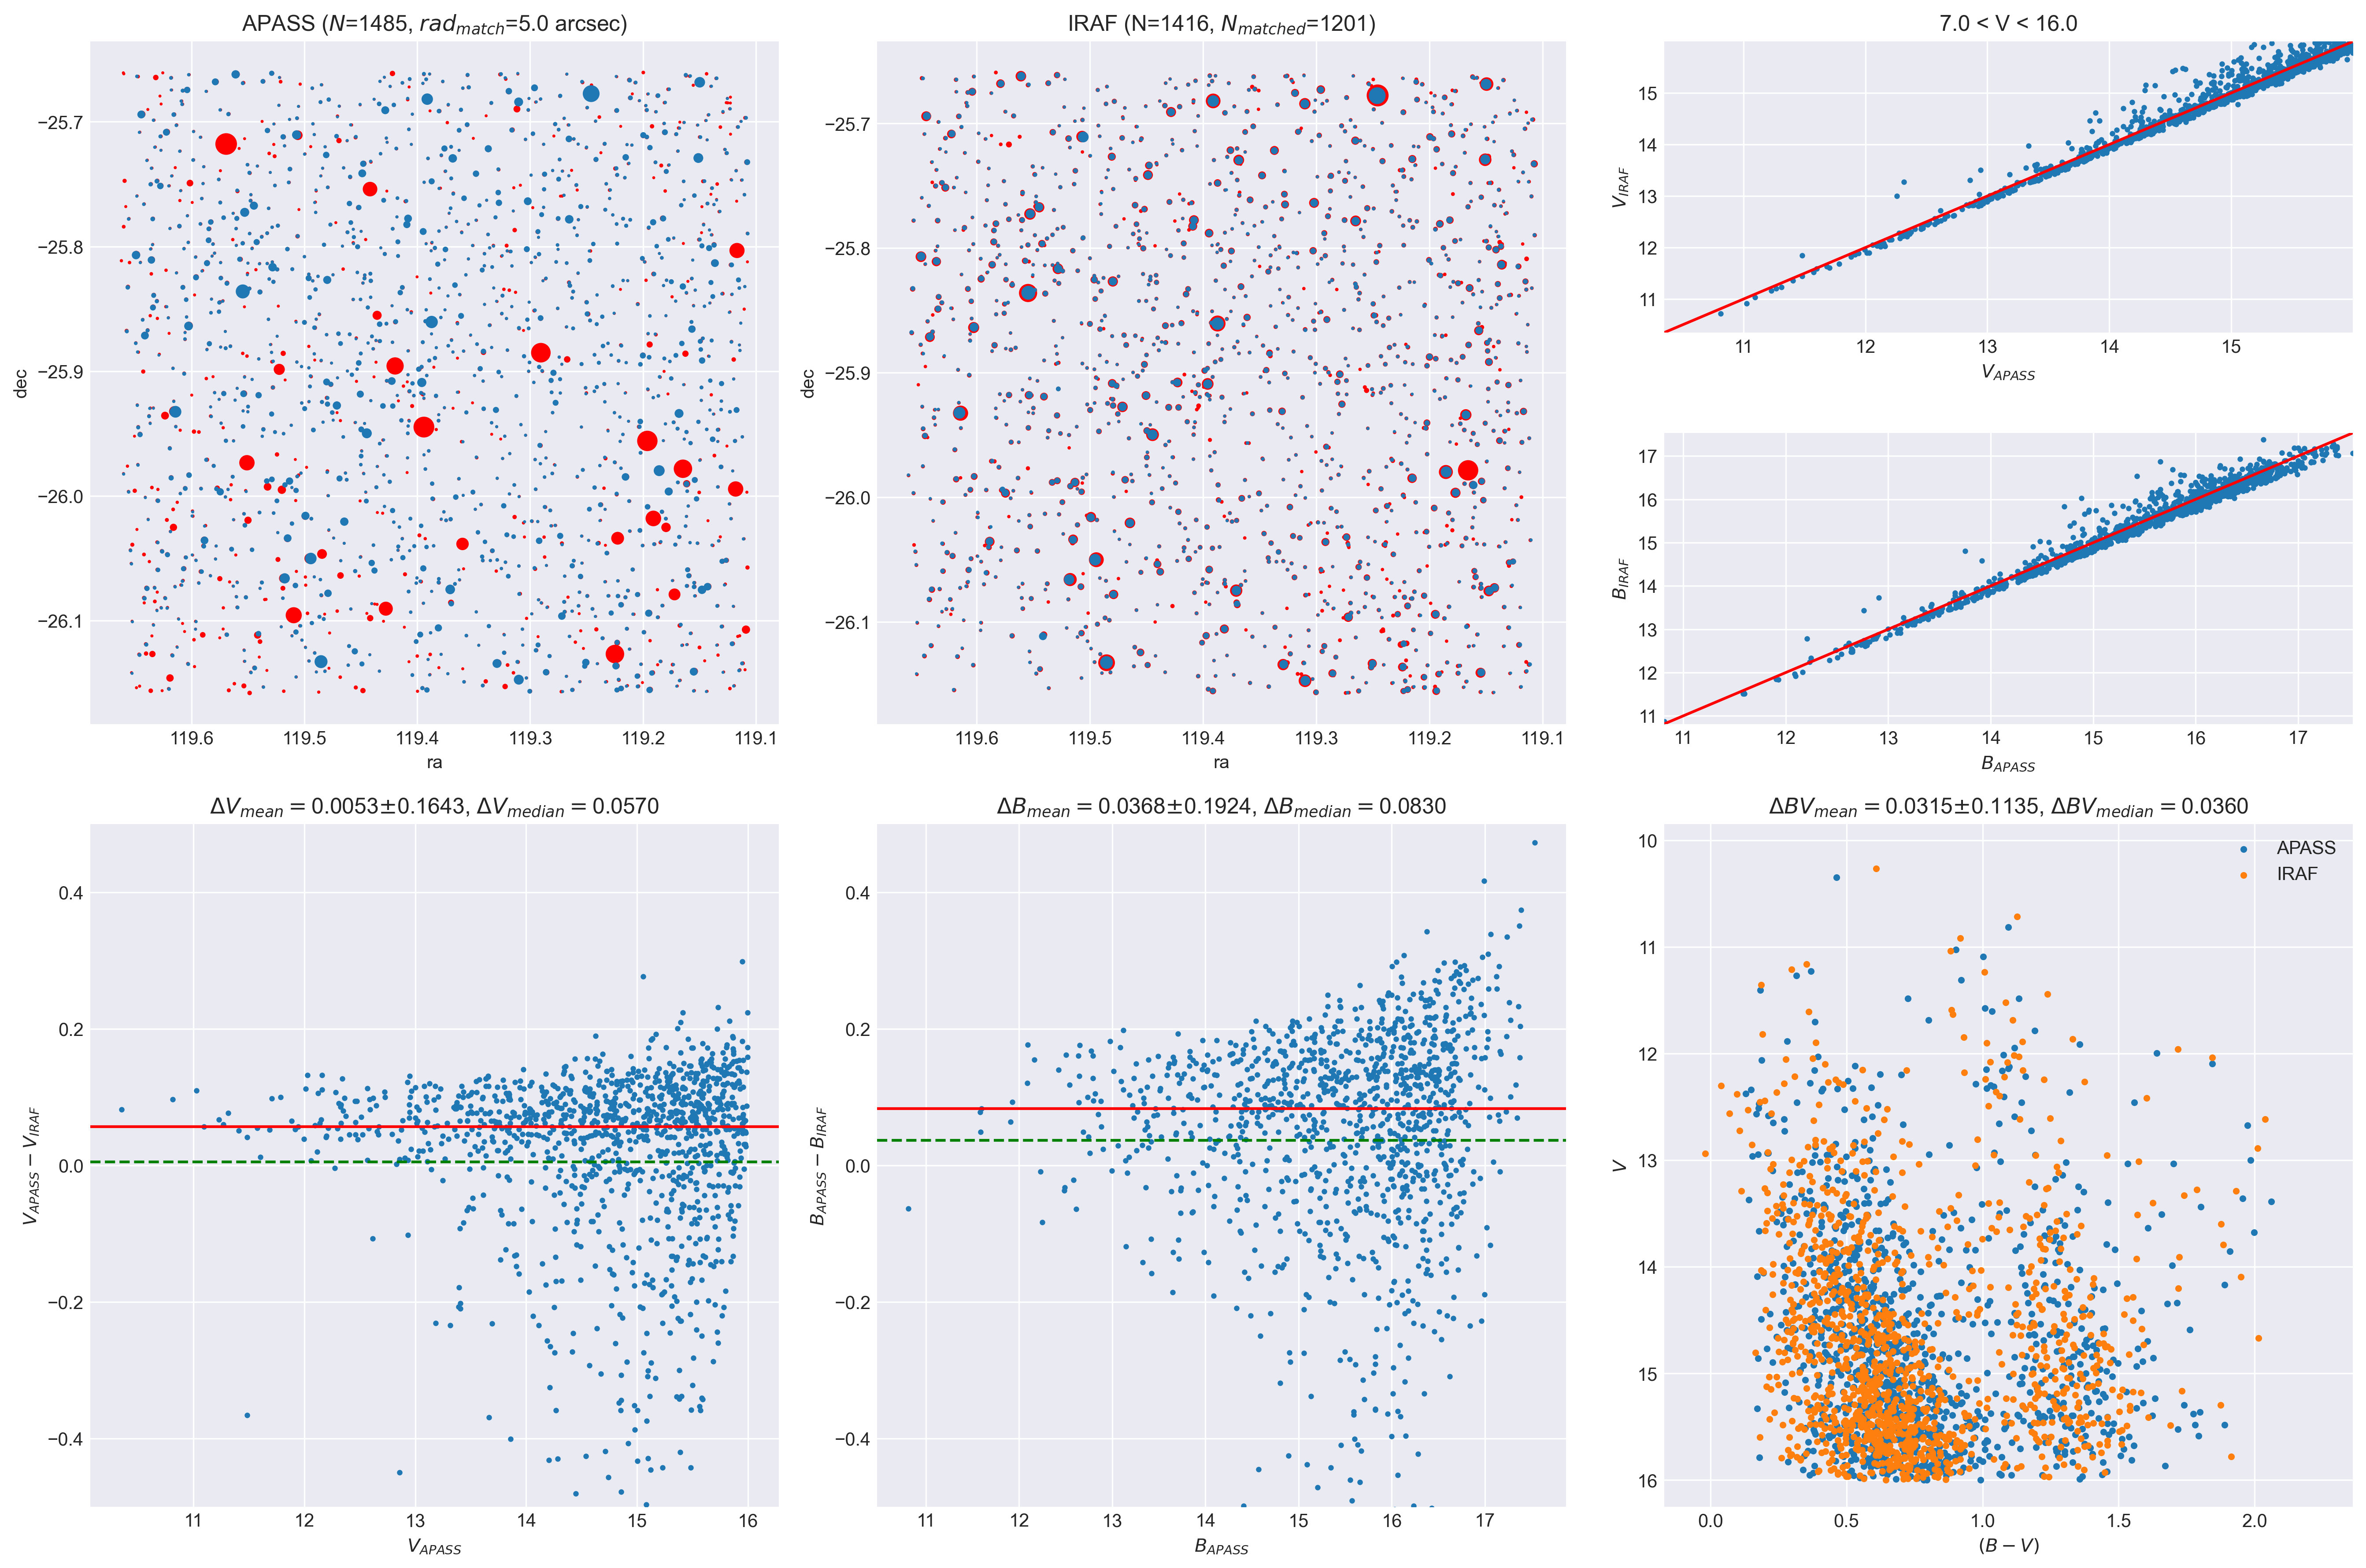 APASS (N=1485, rad_match=5.0 arcsec)
−25.7
−25.8
−25.9
−26.0
−26.1
dec
119.6 119.5 119.4 119.3 119.2 119.1
ra
IRAF (N=1416, N_matched=1201)
−25.7
−25.8
−25.9
−26.0
−26.1
dec
119.6 119.5 119.4 119.3 119.2 119.1
ra
7.0 < V < 16.0
15
14
13
12
11
V_IRAF
11 12 13 14 15
V_APASS
17
16
15
14
13
12
11
B_IRAF
11 12 13 14 15 16 17
B_APASS
ΔV_mean = 0.0053±0.1643, ΔV_median = 0.0570
0.4
0.2
0.0
−0.2
−0.4
V_APASS − V_IRAF
11 12 13 14 15 16
V_APASS
ΔB_mean = 0.0368±0.1924, ΔB_median = 0.0830
0.4
0.2
0.0
−0.2
−0.4
B_APASS − B_IRAF
11 12 13 14 15 16 17
B_APASS
ΔBV_mean = 0.0315±0.1135, ΔBV_median = 0.0360
APASS
IRAF
10
11
12
13
14
15
16
V
0.0 0.5 1.0 1.5 2.0
(B − V)